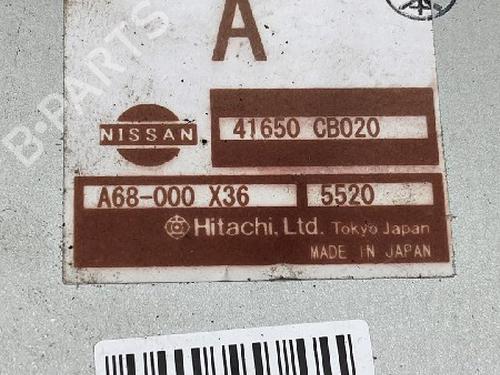 A
NISSAN
41650 CB020
A68-000 X36
5520
Hitachi, Ltd. Tokyo Japan
MADE IN JAPAN
B-PARTS